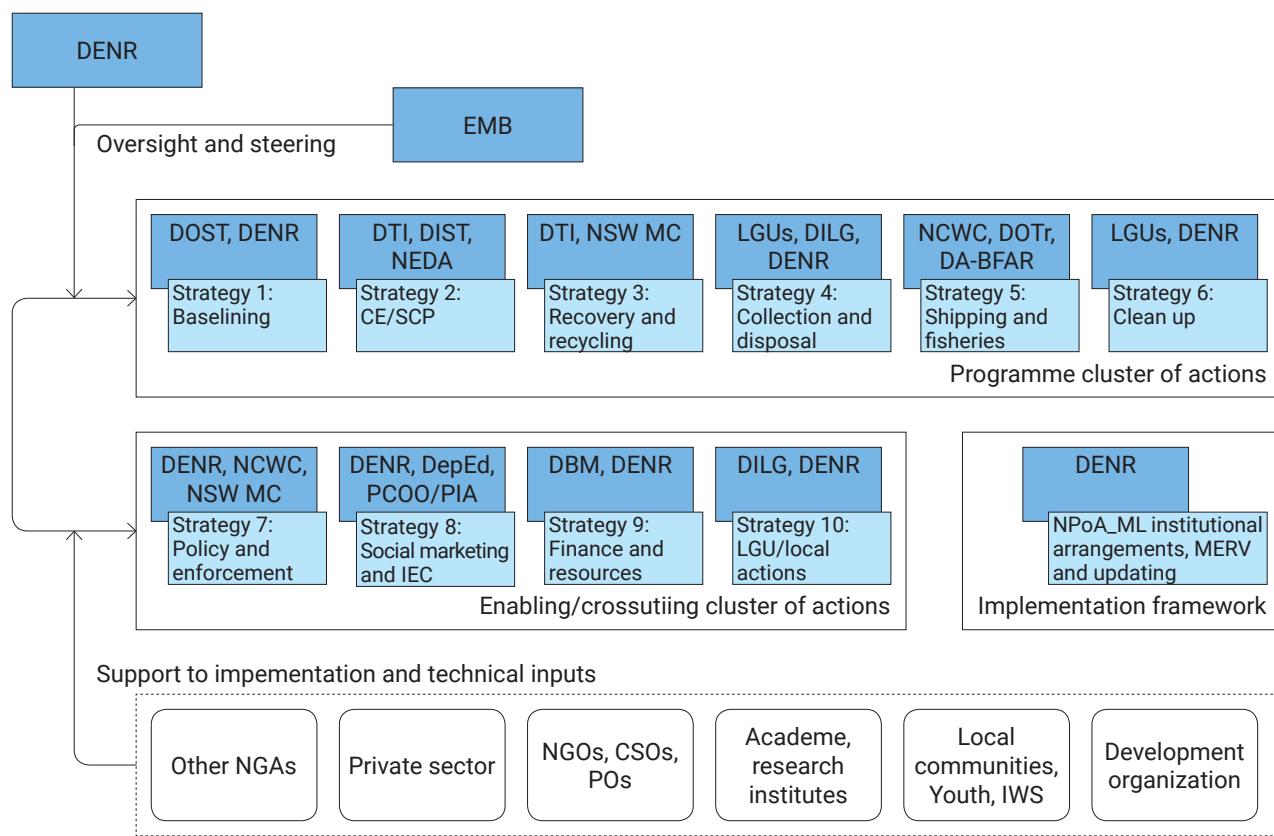 DENR
EMB
Oversight and steering
DOST, DENR
Strategy 1:
Baselining
DTI, DIST,
NEDA
Strategy 2:
CE/SCP
DTI, NSW MC
Strategy 3:
Recovery and
recycling
LGUs, DILG,
DENR
Strategy 4:
Collection and
disposal
NCWC, DOTr,
DA-BFAR
Strategy 5:
Shipping and
fisheries
LGUs, DENR
Strategy 6:
Clean up
Programme cluster of actions
DENR, NCWC,
NSW MC
Strategy 7:
Policy and
enforcement
DENR, DepEd,
PCOO/PIA
Strategy 8:
Social marketing
and IEC
DBM, DENR
Strategy 9:
Finance and
resources
DILG, DENR
Strategy 10:
LGU/local
actions
Enabling/crossutiing cluster of actions
DENR
NPoA_ML institutional
arrangements, MERV
and updating
Implementation framework
Support to impementation and technical inputs
Other NGAs
Private sector
NGOs, CSOs,
POs
Academe,
research
institutes
Local
communities,
Youth, IWS
Development
organization